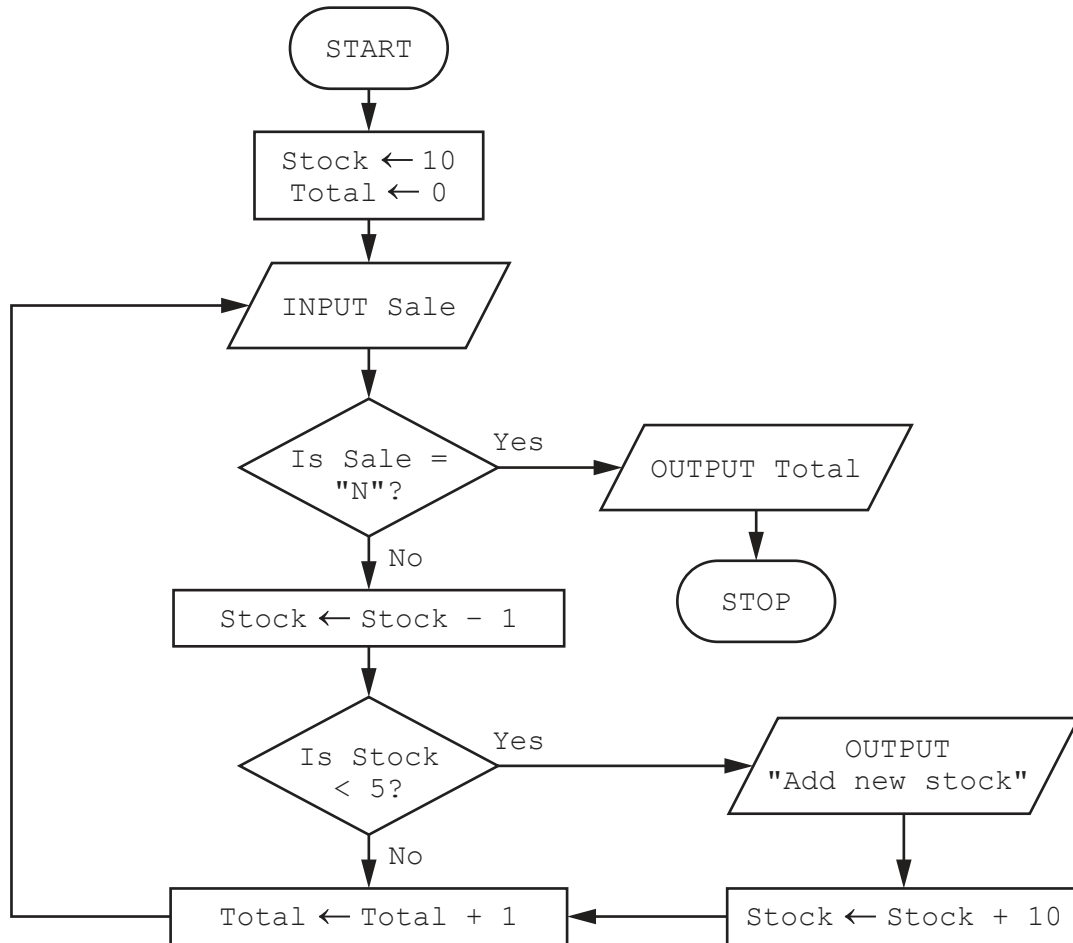 START
Stock ← 10
Total ← 0
INPUT Sale
Is Sale =
"N"?
Yes
OUTPUT Total
STOP
No
Stock ← Stock – 1
Is Stock
< 5?
Yes
OUTPUT
"Add new stock"
No
Total ← Total + 1
Stock ← Stock + 10